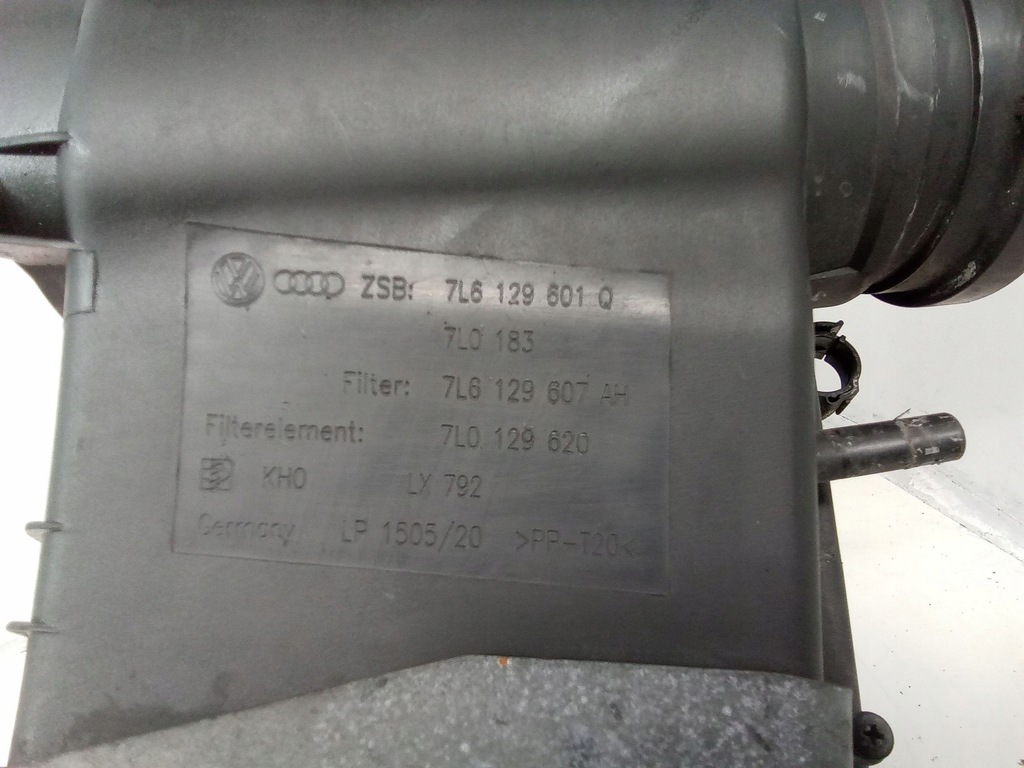 ZSB: 7L6 129 601 Q
7L0 183
Filter: 7L6 129 607 AH
Filterelement: 7L0 129 620
KHO LX 792
Germany LP 1505/20 >PP-T20<